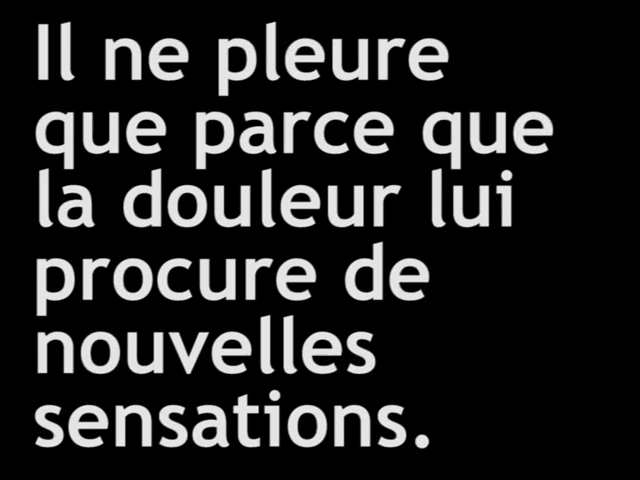 Il ne pleure
que parce que
la douleur lui
procure de
nouvelles
sensations.